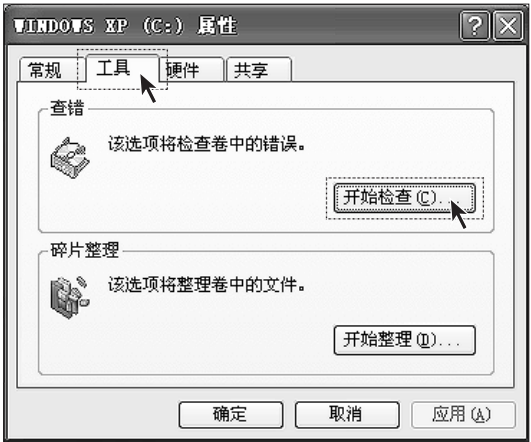 WINDOWS XP (C:) 属性
常规 工具 硬件 共享
查错
该选项将检查卷中的错误。
开始检查(C)...
碎片整理
该选项将整理卷中的文件。
开始整理(D)...
确定 取消 应用(A)